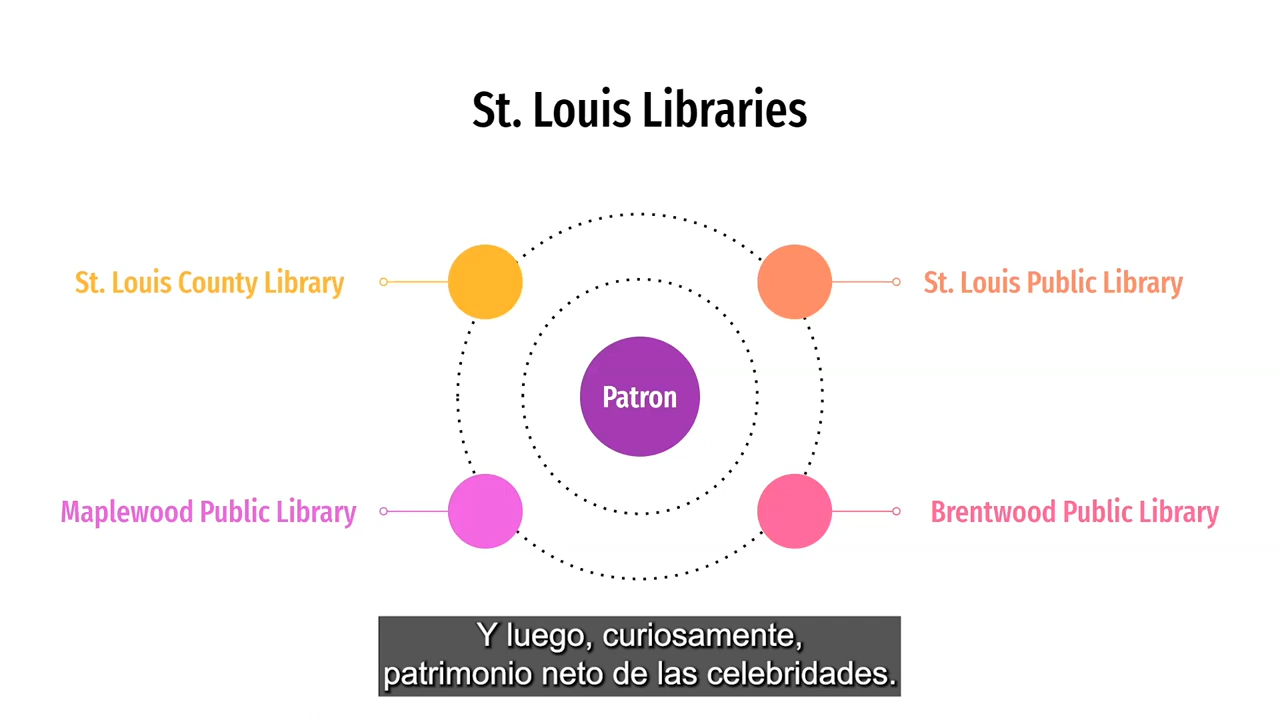 St. Louis Libraries
St. Louis County Library
St. Louis Public Library
Patron
Maplewood Public Library
Brentwood Public Library
Y luego, curiosamente,
patrimonio neto de las celebridades.